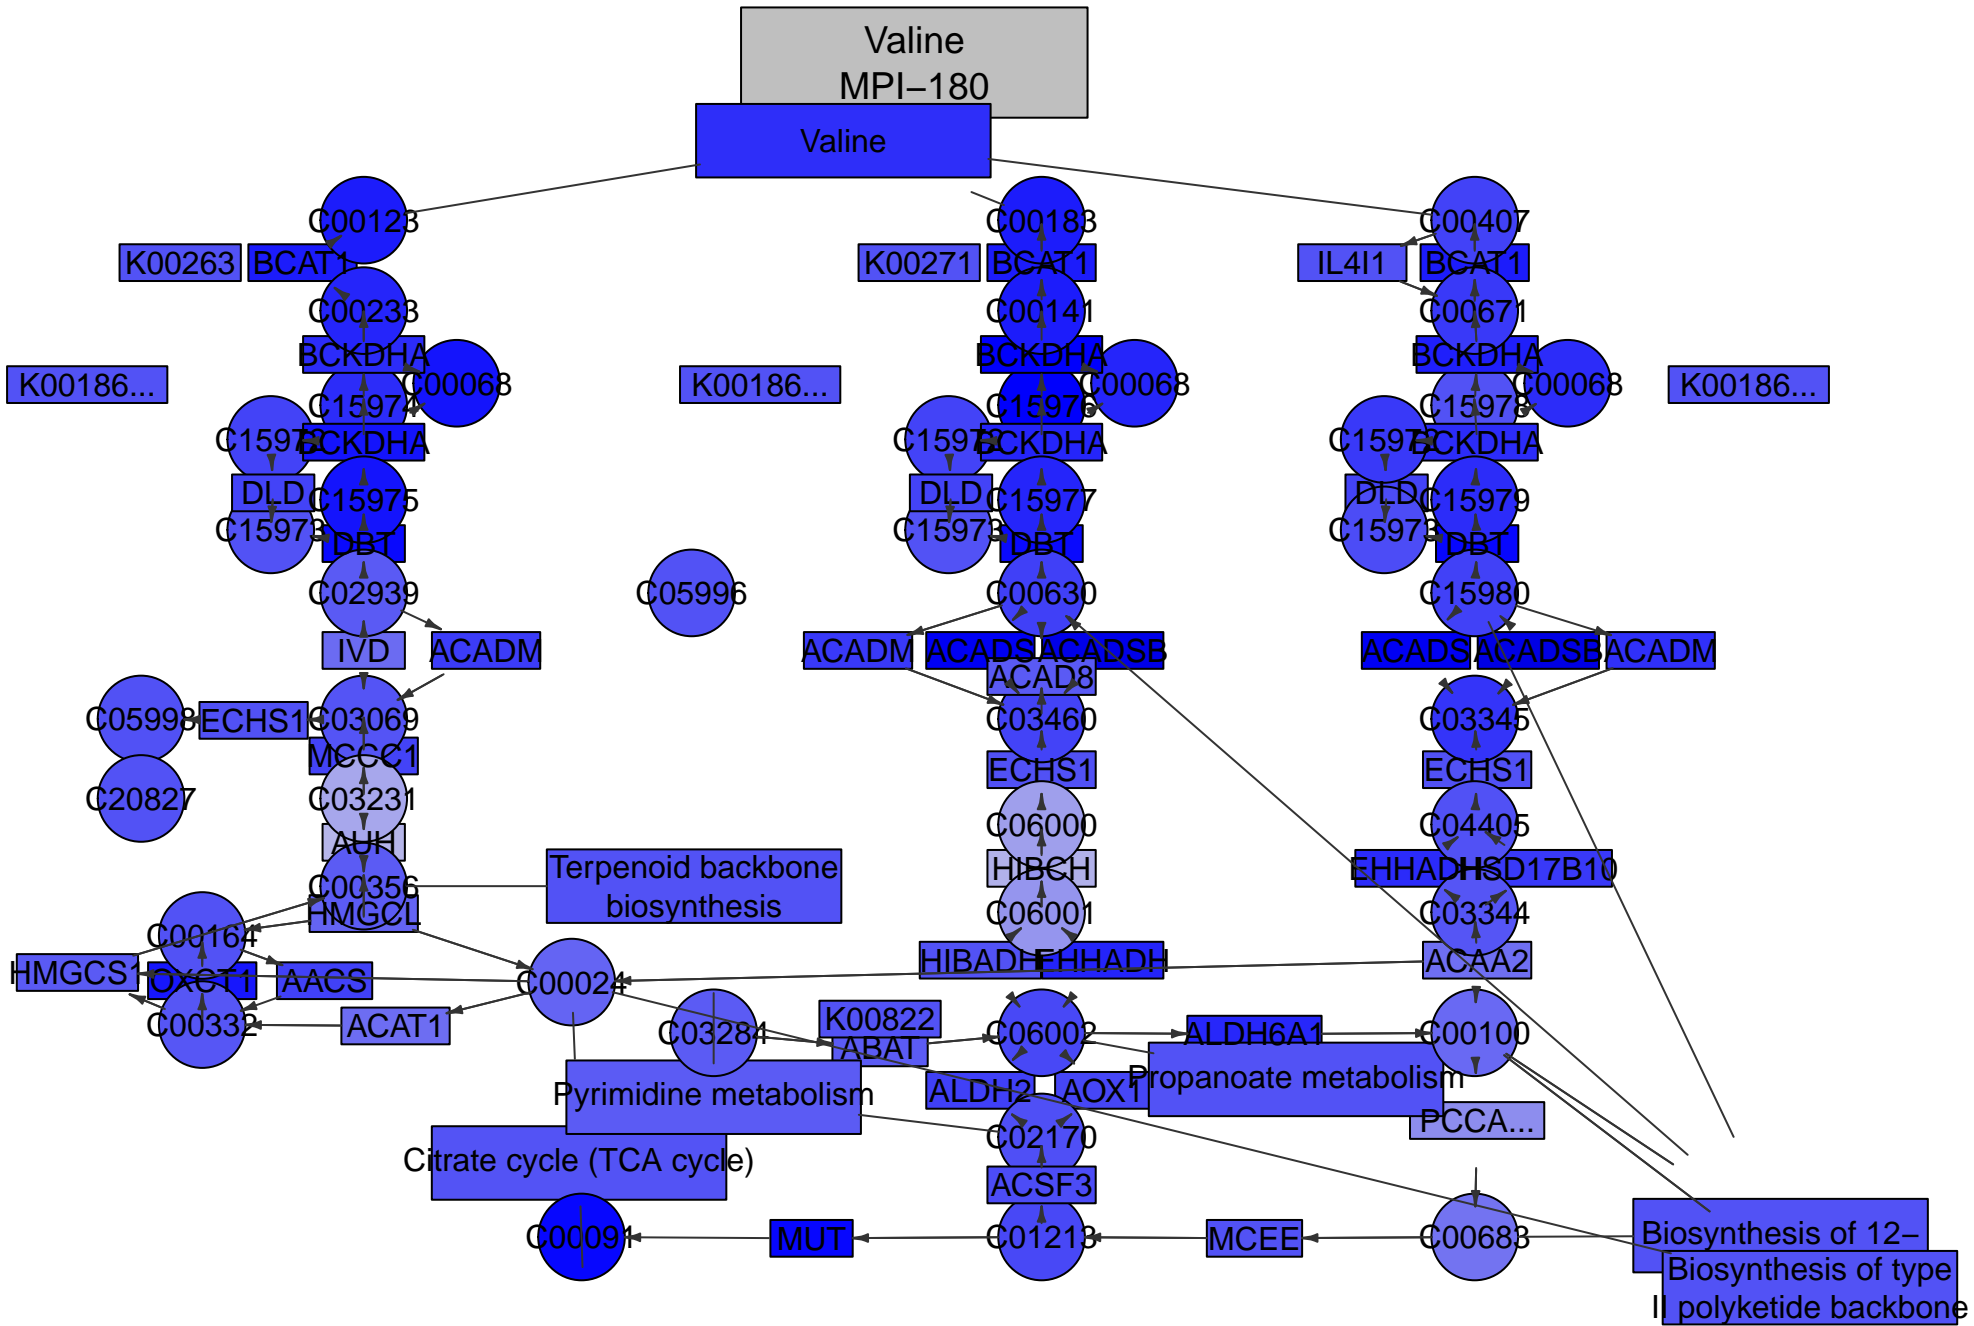 Valine
MPI−180
Valine
C00123
C00183
C00407
K00263
BCAT1
K00271
BCAT1
IL4I1
BCAT1
C00233
C00141
C00671
BCKDHA
BCKDHA
BCKDHA
K00186...
C00068
K00186...
C00068
C00068
K00186...
C15974
C15976
C15978
C15972
BCKDHA
C15972
BCKDHA
C15972
BCKDHA
DLD
C15975
DLD
C15977
DLD
C15979
C15973
DBT
C15973
DBT
C15973
DBT
C02939
C05996
C00630
C15980
IVD
ACADM
ACADM
ACADS
ACADSB
ACADS
ACADSB
ACADM
ACAD8
C05998
ECHS1
C03069
C03460
C03345
MCCC1
ECHS1
ECHS1
C20827
C03231
C06000
C04405
AUH
HIBCH
EHHADH
HSD17B10
Terpenoid backbone
biosynthesis
C00356
HMGCL
C06001
C03344
C00164
HMGCS1
OXCT1
AACS
C00024
HIBADH
EHHADH
ACAA2
C00332
ACAT1
C03284
K00822
ABAT
C06002
ALDH6A1
C00100
Pyrimidine metabolism
ALDH2
AOX1
Propanoate metabolism
PCCA...
C02170
Citrate cycle (TCA cycle)
ACSF3
C00091
MUT
C01213
MCEE
C00683
Biosynthesis of 12−
Biosynthesis of type
II polyketide backbone